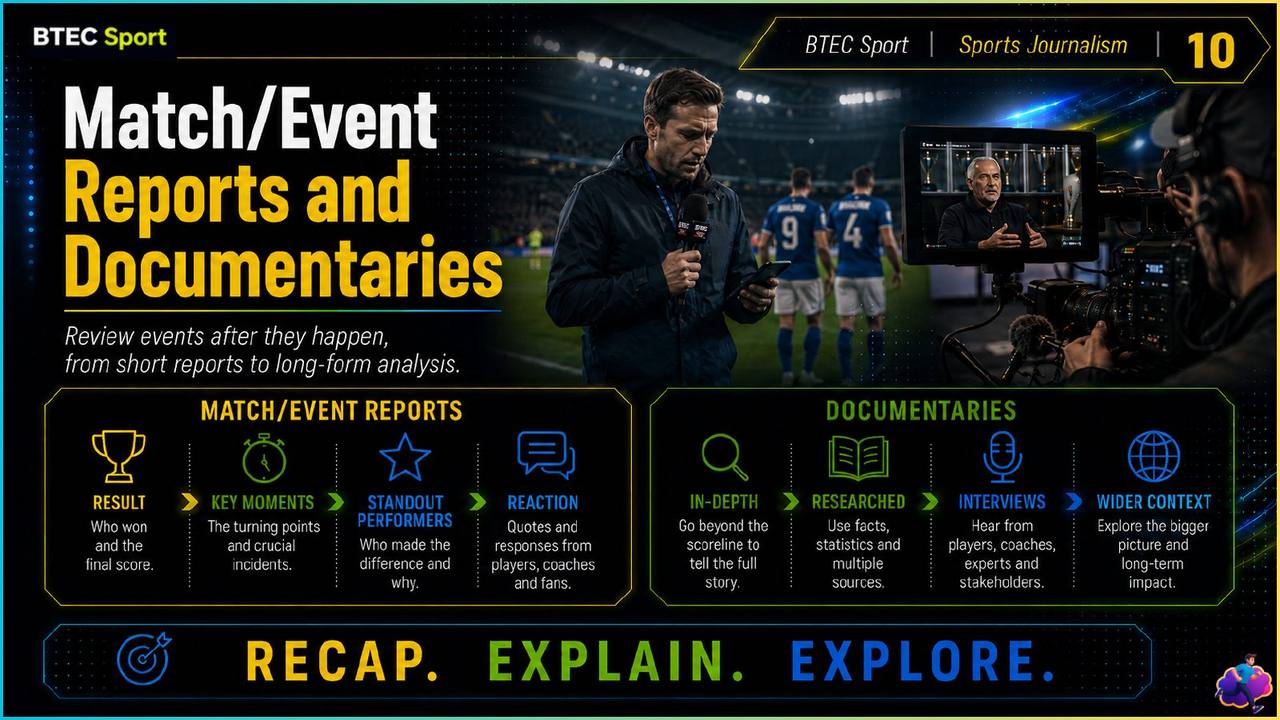 BTEC Sport
BTEC Sport | Sports Journalism | 10
Match/Event
Reports and
Documentaries
Review events after they happen,
from short reports to long-form analysis.
9
4
MATCH/EVENT REPORTS
RESULT
Who won
and the
final score.
KEY MOMENTS
The turning points
and crucial
incidents.
STANDOUT
PERFORMERS
Who made the
difference and
why.
REACTION
Quotes and
responses from
players, coaches
and fans.
DOCUMENTARIES
IN-DEPTH
Go beyond the
scoreline to
tell the full
story.
RESEARCHED
Use facts,
statistics and
multiple
sources.
INTERVIEWS
Hear from
players, coaches,
experts and
stakeholders.
WIDER CONTEXT
Explore the bigger
picture and
long-term
impact.
RECAP. EXPLAIN. EXPLORE.